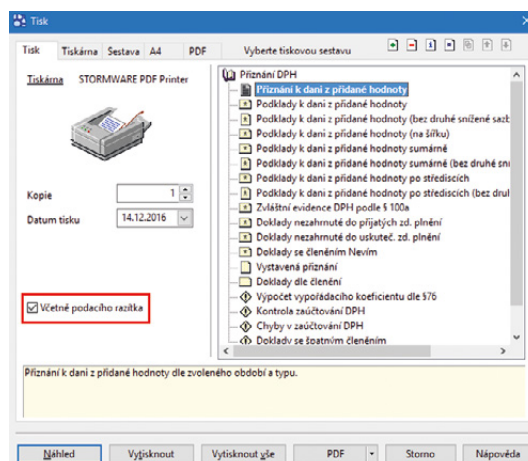 Tisk
Tisk Tiskárna Sestava A4 PDF Vyberte tiskovou sestavu
Tiskárna STORMWARE PDF Printer
Kopie 1
Datum tisku 14.12.2016
Včetně podacího razítka
Přiznání DPH
Přiznání k dani z přidané hodnoty
Podklady k dani z přidané hodnoty
Podklady k dani z přidané hodnoty (bez druhé snížené sazb
Podklady k dani z přidané hodnoty (na šířku)
Podklady k dani z přidané hodnoty sumárně
Podklady k dani z přidané hodnoty sumárně (bez druhé sní
Podklady k dani z přidané hodnoty po střediscích
Podklady k dani z přidané hodnoty po střediscích (bez drul
Zvláštní evidence DPH podle § 100a
Doklady nezahrnuté do přijatých zd. plnění
Doklady nezahrnuté do uskuteč. zd. plnění
Doklady se členěním Nevím
Vystavená přiznání
Doklady dle členění
Výpočet vypořádacího koeficientu dle §76
Kontrola zaúčtování DPH
Chyby v zaúčtování DPH
Doklady se špatným členěním
Přiznání k dani z přidané hodnoty dle zvoleného období a typu.
Náhled Vytisknout Vytisknout vše PDF Storno Nápověda